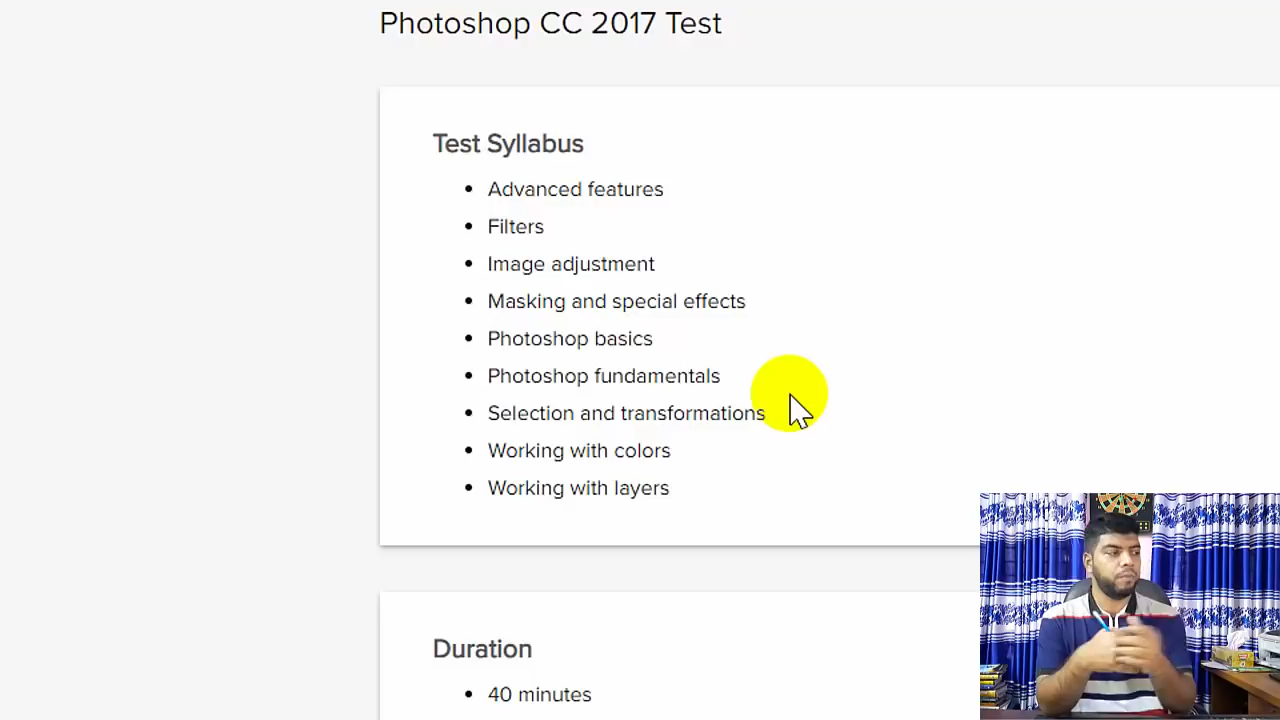 Photoshop CC 2017 Test
Test Syllabus
Advanced features
Filters
Image adjustment
Masking and special effects
Photoshop basics
Photoshop fundamentals
Selection and transformations
Working with colors
Working with layers
Duration
40 minutes